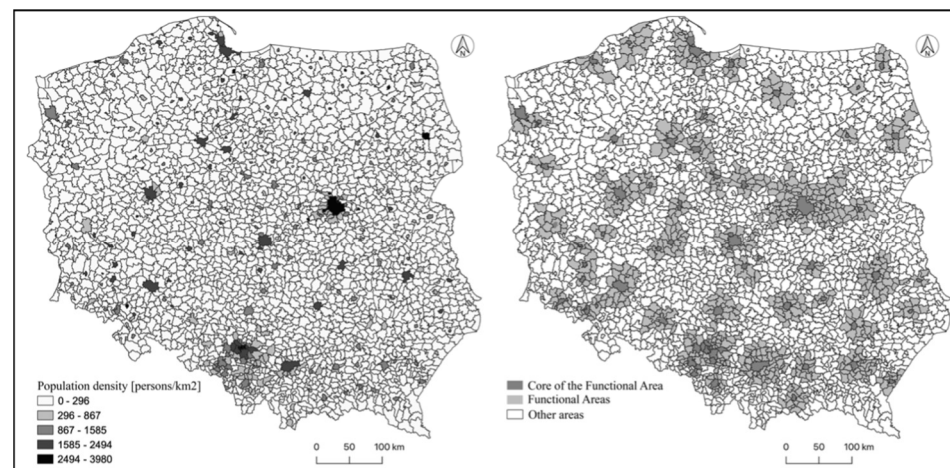 N
N
Population density [persons/km2]
0 - 296
296 - 867
867 - 1585
1585 - 2494
2494 - 3980
0 50 100 km
Core of the Functional Area
Functional Areas
Other areas
0 50 100 km